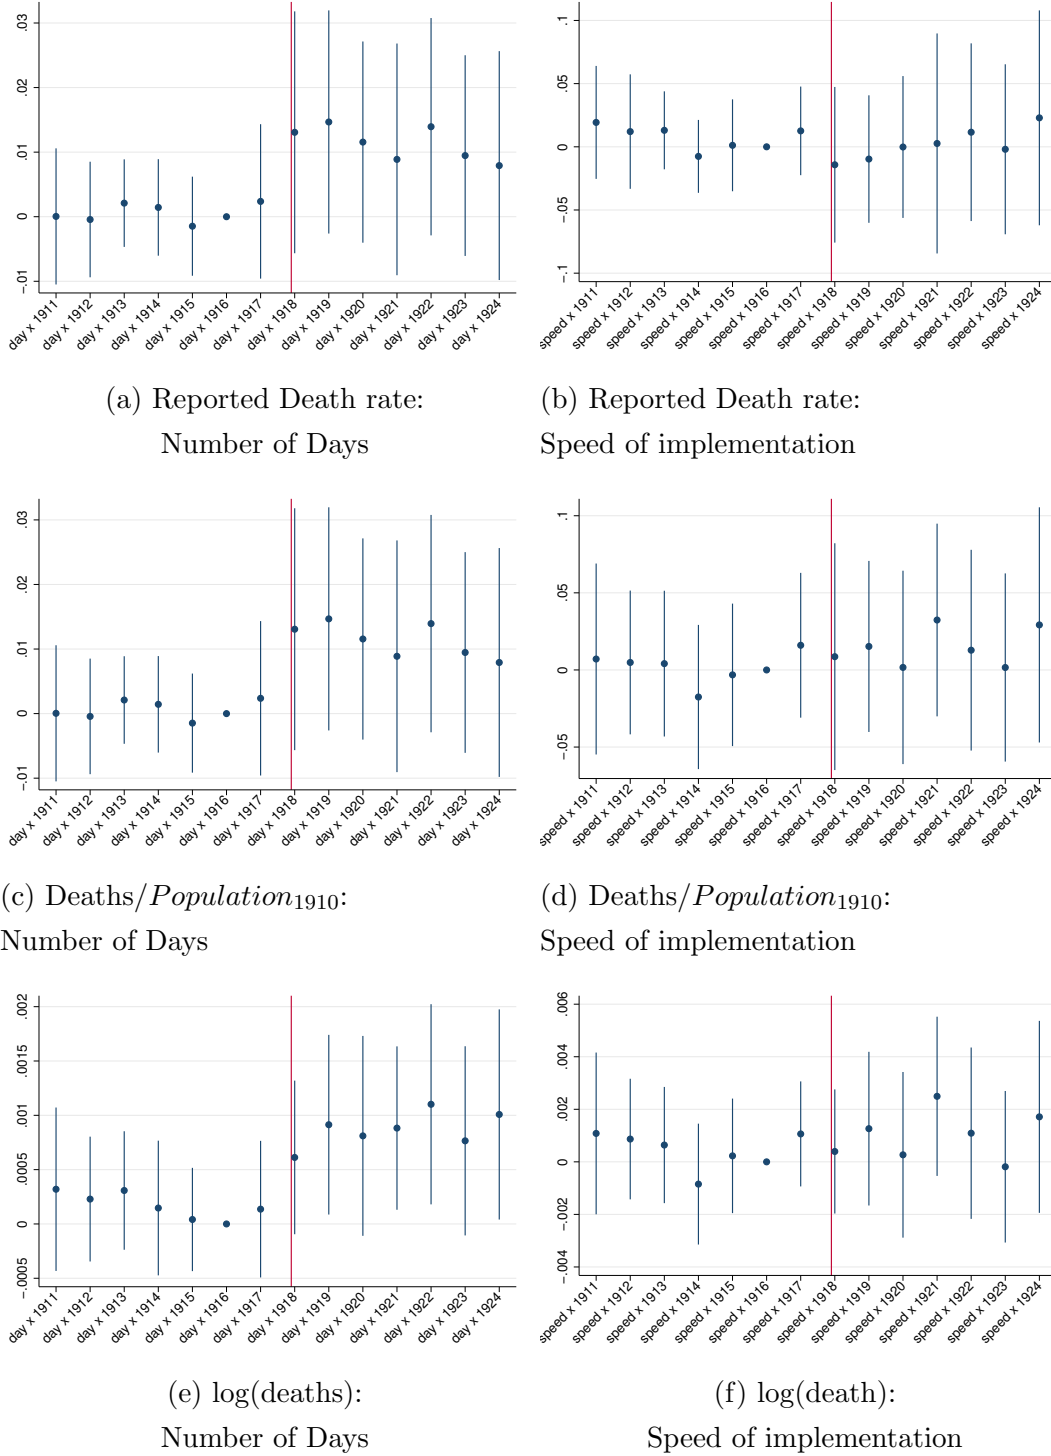 .03
.02
.01
0
-.01
day x 1911
day x 1912
day x 1913
day x 1914
day x 1915
day x 1916
day x 1917
day x 1918
day x 1919
day x 1920
day x 1921
day x 1922
day x 1923
day x 1924
(a) Reported Death rate:
Number of Days
.1
.05
0
-.05
-.1
speed x 1911
speed x 1912
speed x 1913
speed x 1914
speed x 1915
speed x 1916
speed x 1917
speed x 1918
speed x 1919
speed x 1920
speed x 1921
speed x 1922
speed x 1923
speed x 1924
(b) Reported Death rate:
Speed of implementation
.03
.02
.01
0
-.01
day x 1911
day x 1912
day x 1913
day x 1914
day x 1915
day x 1916
day x 1917
day x 1918
day x 1919
day x 1920
day x 1921
day x 1922
day x 1923
day x 1924
(c) Deaths/Population1910:
Number of Days
.1
.05
0
-.05
speed x 1911
speed x 1912
speed x 1913
speed x 1914
speed x 1915
speed x 1916
speed x 1917
speed x 1918
speed x 1919
speed x 1920
speed x 1921
speed x 1922
speed x 1923
speed x 1924
(d) Deaths/Population1910:
Speed of implementation
.002
.0015
.001
.0005
0
-.0005
day x 1911
day x 1912
day x 1913
day x 1914
day x 1915
day x 1916
day x 1917
day x 1918
day x 1919
day x 1920
day x 1921
day x 1922
day x 1923
day x 1924
(e) log(deaths):
Number of Days
.006
.004
.002
0
-.002
-.004
speed x 1911
speed x 1912
speed x 1913
speed x 1914
speed x 1915
speed x 1916
speed x 1917
speed x 1918
speed x 1919
speed x 1920
speed x 1921
speed x 1922
speed x 1923
speed x 1924
(f) log(death):
Speed of implementation